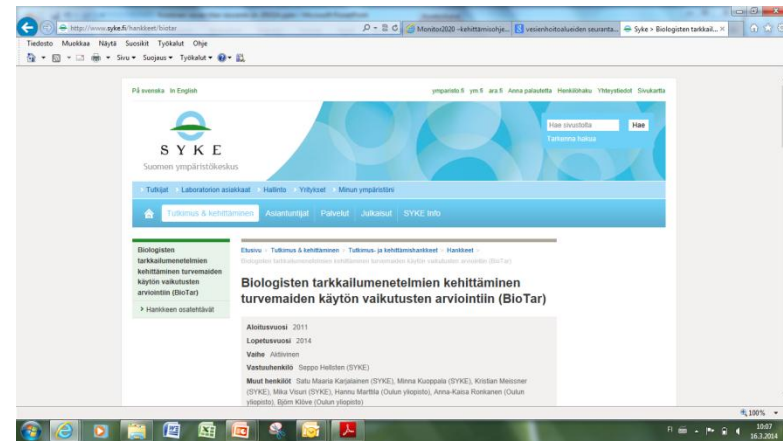 http://www.syke.fi/hankkeet/biotar
Monitor2020 -kehittämisohje...
vesienhoitoalueiden seuranta...
Syke > Biologisten tarkkail...
Tiedosto Muokkaa Näytä Suosikit Työkalut Ohje
Sivu Suojaus Työkalut
På svenska In English
ymparisto.fi ym.fi ara.fi Anna palautetta Henkilöhaku Yhteystiedot Sivukartta
Hae sivustolta Hae
Tarkenna hakua
SYKE
Suomen ympäristökeskus
Tutkijat Laboratorion asiakkaat Hallinto Yritykset Minun ympäristöni
Tutkimus & kehittäminen Asiantuntijat Palvelut Julkaisut SYKE Info
Biologisten tarkkailumenetelmien kehittäminen turvemaiden käytön vaikutusten arviointiin (BioTar)
> Hankkeen osatehtävät
Etusivu > Tutkimus & kehittäminen > Tutkimus- ja kehittämishankkeet > Hankkeet >
Biologisten tarkkailumenetelmien kehittäminen turvemaiden käytön vaikutusten arviointiin (BioTar)
Biologisten tarkkailumenetelmien kehittäminen
turvemaiden käytön vaikutusten arviointiin (BioTar)
Aloitusvuosi 2011
Lopetusvuosi 2014
Vaihe Aktiivinen
Vastuuhenkilö Seppo Hellsten (SYKE)
Muut henkilöt Satu Maaria Karjalainen (SYKE), Minna Kuoppala (SYKE), Kristian Meissner
(SYKE), Mika Visuri (SYKE), Hannu Marttila (Oulun yliopisto), Anna-Kaisa Ronkanen (Oulun
yliopisto), Björn Klöve (Oulun yliopisto)
100%
FI
10:07
16.3.2014